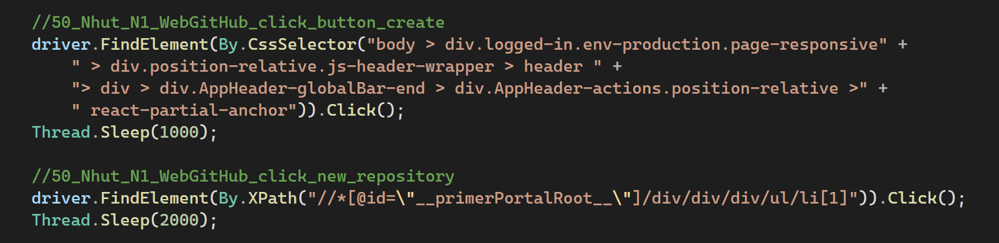 //50_Nhut_N1_WebGitHub_click_button_create
driver.FindElement(By.CssSelector("body > div.logged-in.env-production.page-responsive" +
" > div.position-relative.js-header-wrapper > header " +
"> div > div.AppHeader-globalBar-end > div.AppHeader-actions.position-relative >" +
" react-partial-anchor")).Click();
Thread.Sleep(1000);
//50_Nhut_N1_WebGitHub_click_new_repository
driver.FindElement(By.XPath("//*[@id=\"__primerPortalRoot__\"]/div/div/div/ul/li[1]")).Click();
Thread.Sleep(2000);